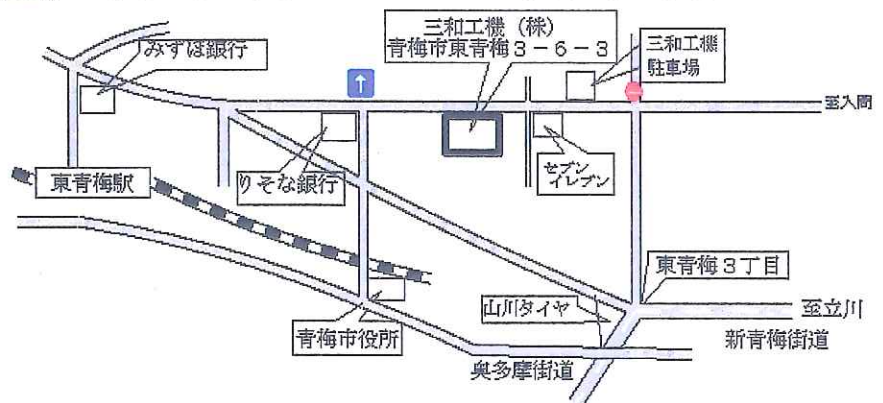 三和工機（株）
青梅市東青梅３－６－３
みずほ銀行
三和工機
駐車場
至入間
りそな銀行
セブン
イレブン
東青梅駅
東青梅３丁目
山川タイヤ
至立川
青梅市役所
新青梅街道
奥多摩街道